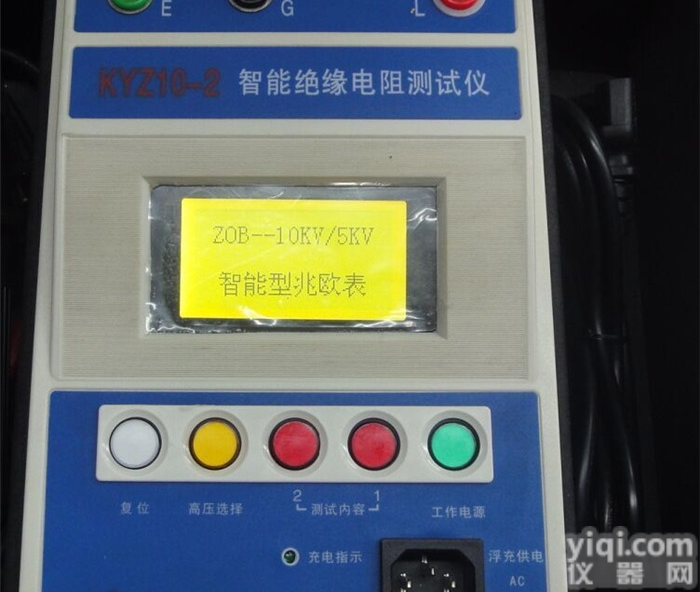 E G L
KYZ10-2 智能绝缘电阻测试仪
ZOB--10KV/5KV
智能型兆欧表
2 1
复位 高压选择 测试内容 工作电源
充电指示 浮充供电
AC
yiqi.com
仪器网